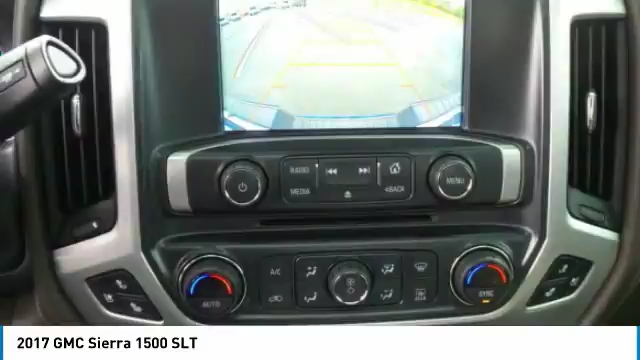 RADIO
MEDIA
<BACK
MENU
A/C
AUTO
SYNC
2017 GMC Sierra 1500 SLT